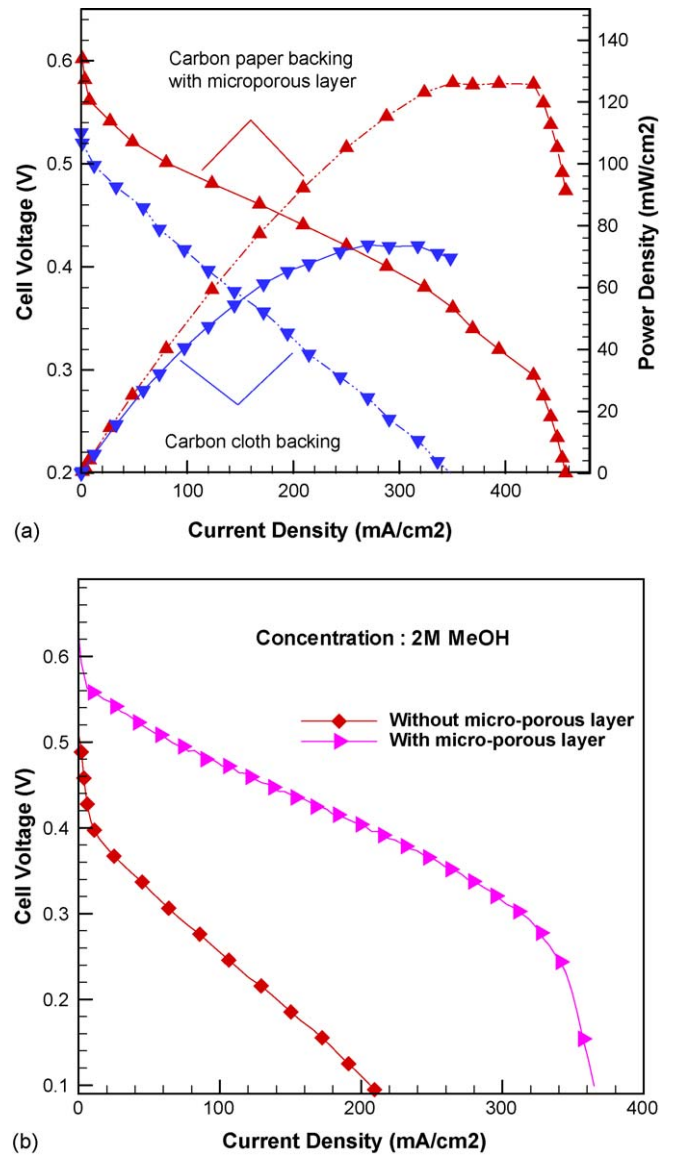 Carbon paper backing
with microporous layer
Carbon cloth backing
Cell Voltage (V)
0.6
0.5
0.4
0.3
0.2
Power Density (mW/cm2)
140
120
100
80
60
40
20
0
0
100
200
300
400
Current Density (mA/cm2)
(a)
Concentration : 2M MeOH
Without micro-porous layer
With micro-porous layer
Cell Voltage (V)
0.6
0.5
0.4
0.3
0.2
0.1
0
100
200
300
400
Current Density (mA/cm2)
(b)